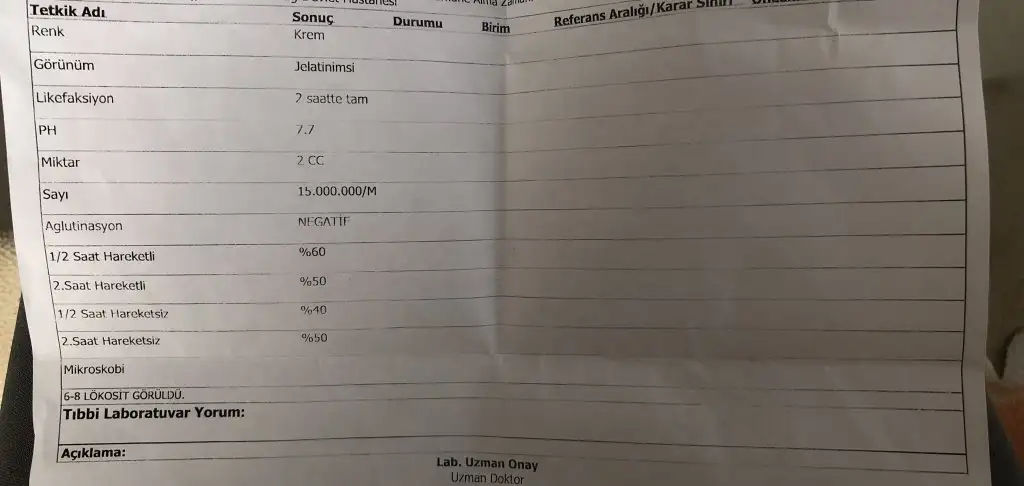 Tetkik Adı Sonuç Durumu Birim Referans Aralığı/Karar Sınırı
Renk Krem
Görünüm Jelatinimsi
Likefaksiyon 2 saatte tam
PH 7.7
Miktar 2 CC
Sayı 15.000.000/M
Aglutinasyon NEGATİF
1/2 Saat Hareketli %60
2.Saat Hareketli %50
1/2 Saat Hareketsiz %40
2.Saat Hareketsiz %50
Mikroskobi
6-8 LÖKOSİT GÖRÜLDÜ.
Tıbbi Laboratuvar Yorum:
Açıklama:
Lab. Uzman Onay
Uzman Doktor